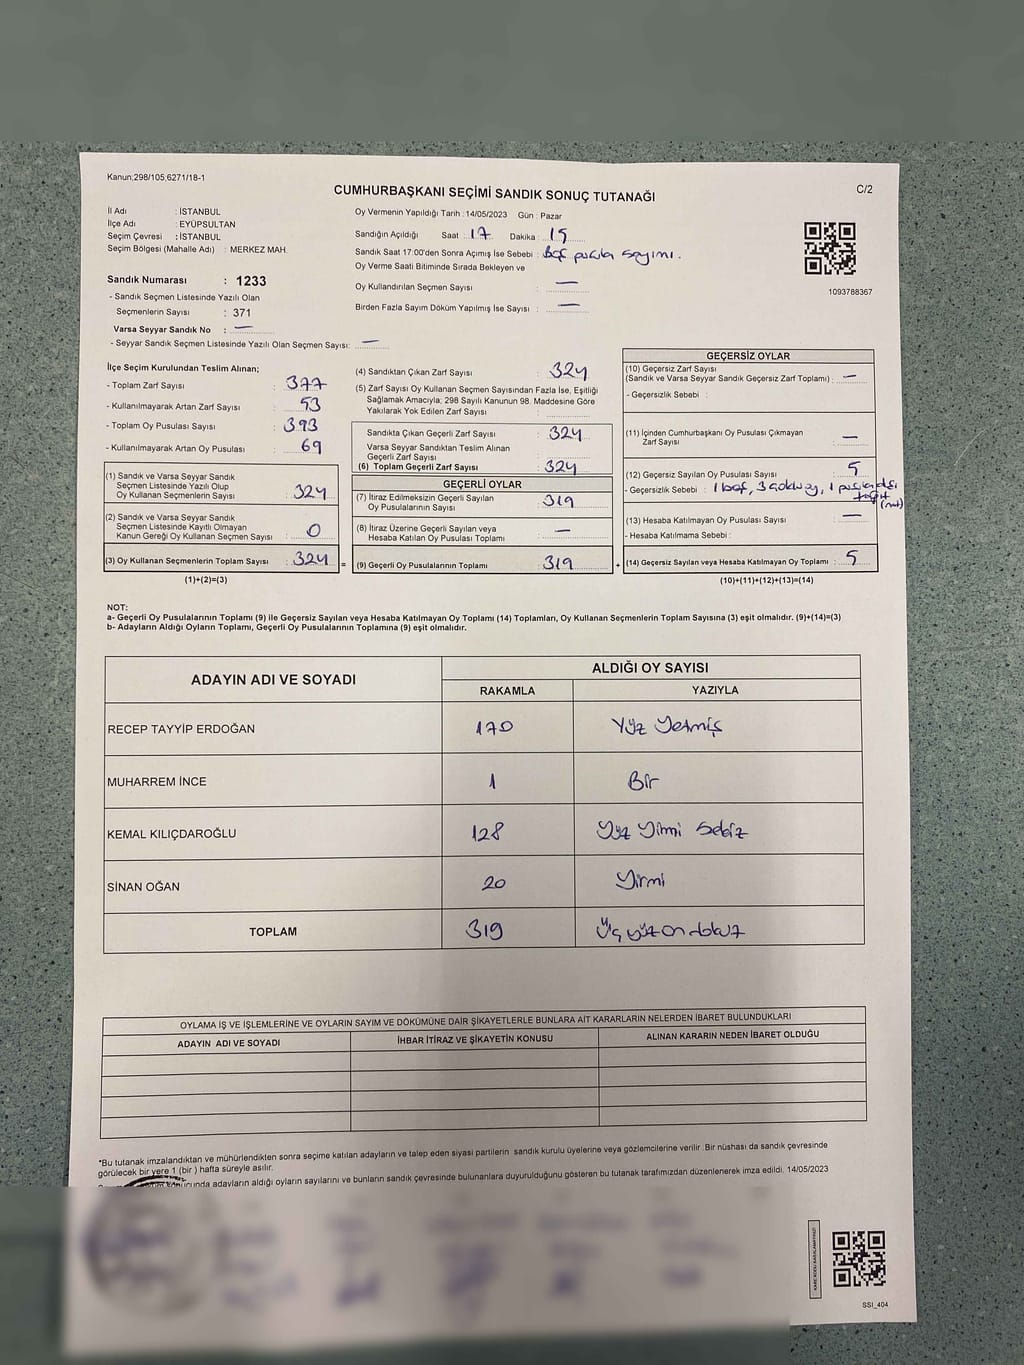 Kanun;298/105,6271/18-1
CUMHURBAŞKANI SEÇİMİ SANDIK SONUÇ TUTANAĞI
C/2
İl Adı : İSTANBUL
İlçe Adı : EYÜPSULTAN
Seçim Çevresi : İSTANBUL
Seçim Bölgesi (Mahalle Adı) : MERKEZ MAH.
Oy Vermenin Yapıldığı Tarih : 14/05/2023 Gün : Pazar
Sandığın Açıldığı Saat : 17 Dakika : 15
Sandık Saat 17:00'den Sonra Açımış İse Sebebi : Boş pusula sayımı.
Oy Verme Saati Bitiminde Sırada Bekleyen ve
Oy Kullandırılan Seçmen Sayısı : —
Birden Fazla Sayım Döküm Yapılmış İse Sayısı : —
1093788367
Sandık Numarası : 1233
- Sandık Seçmen Listesinde Yazılı Olan
Seçmenlerin Sayısı : 371
Varsa Seyyar Sandık No : —
- Seyyar Sandık Seçmen Listesinde Yazılı Olan Seçmen Sayısı: —
İlçe Seçim Kurulundan Teslim Alınan;
- Toplam Zarf Sayısı : 377
- Kullanılmayarak Artan Zarf Sayısı : 53
- Toplam Oy Pusulası Sayısı : 393
- Kullanılmayarak Artan Oy Pusulası : 69
(1) Sandık ve Varsa Seyyar Sandık
Seçmen Listesinde Yazılı Olup
Oy Kullanan Seçmenlerin Sayısı : 324
(2) Sandık ve Varsa Seyyar Sandık
Seçmen Listesinde Kayıtlı Olmayan
Kanun Gereği Oy Kullanan Seçmen Sayısı : 0
(3) Oy Kullanan Seçmenlerin Toplam Sayısı : 324
(1)+(2)=(3)
=
(4) Sandıktan Çıkan Zarf Sayısı : 324
(5) Zarf Sayısı Oy Kullanan Seçmen Sayısından Fazla İse, Eşitliği
Sağlamak Amacıyla; 298 Sayılı Kanunun 98. Maddesine Göre
Yakılarak Yok Edilen Zarf Sayısı :
Sandıkta Çıkan Geçerli Zarf Sayısı : 324
Varsa Seyyar Sandıktan Teslim Alınan
Geçerli Zarf Sayısı :
(6) Toplam Geçerli Zarf Sayısı : 324
GEÇERLİ OYLAR
(7) İtiraz Edilmeksizin Geçerli Sayılan
Oy Pusulalarının Sayısı : 319
(8) İtiraz Üzerine Geçerli Sayılan veya
Hesaba Katılan Oy Pusulası Toplamı : —
(9) Geçerli Oy Pusulalarının Toplamı : 319
+
GEÇERSİZ OYLAR
(10) Geçersiz Zarf Sayısı
(Sandık ve Varsa Seyyar Sandık Geçersiz Zarf Toplamı) : —
- Geçersizlik Sebebi :
(11) İçinden Cumhurbaşkanı Oy Pusulası Çıkmayan
Zarf Sayısı : —
(12) Geçersiz Sayılan Oy Pusulası Sayısı : 5
- Geçersizlik Sebebi : 1 boş, 3 çoklu oy, 1 pusula dışı
(13) Hesaba Katılmayan Oy Pusulası Sayısı : —
- Hesaba Katılmama Sebebi :
(14) Geçersiz Sayılan veya Hesaba Katılmayan Oy Toplamı : 5
(10)+(11)+(12)+(13)=(14)
NOT:
a- Geçerli Oy Pusulalarının Toplamı (9) ile Geçersiz Sayılan veya Hesaba Katılmayan Oy Toplamı (14) Toplamları, Oy Kullanan Seçmenlerin Toplam Sayısına (3) eşit olmalıdır. (9)+(14)=(3)
b- Adayların Aldığı Oyların Toplamı, Geçerli Oy Pusulalarının Toplamına (9) eşit olmalıdır.
ADAYIN ADI VE SOYADI ALDIĞI OY SAYISI
RAKAMLA YAZIYLA
RECEP TAYYİP ERDOĞAN 170 Yüz Yetmiş
MUHARREM İNCE 1 Bir
KEMAL KILIÇDAROĞLU 128 Yüz Yirmi Sekiz
SİNAN OĞAN 20 Yirmi
TOPLAM 319 Üç yüz on dokuz
OYLAMA İŞ VE İŞLEMLERİNE VE OYLARIN SAYIM VE DÖKÜMÜNE DAİR ŞİKAYETLERLE BUNLARA AİT KARARLARIN NELERDEN İBARET BULUNDUKLARI
ADAYIN ADI VE SOYADI İHBAR İTİRAZ VE ŞİKAYETİN KONUSU ALINAN KARARIN NEDEN İBARET OLDUĞU
*Bu tutanak imzalandıktan ve mühürlendikten sonra seçime katılan adayların ve talep eden siyasi partilerin sandık kurulu üyelerine veya gözlemcilerine verilir. Bir nüshası da sandık çevresinde
görülecek bir yere 1 (bir ) hafta süreyle asılır.
adayların aldığı oyların sayılarını ve bunların sandık çevresinde bulunanlara duyurulduğunu gösteren bu tutanak tarafımızdan düzenlenerek imza edildi. 14/05/2023
SSI_404